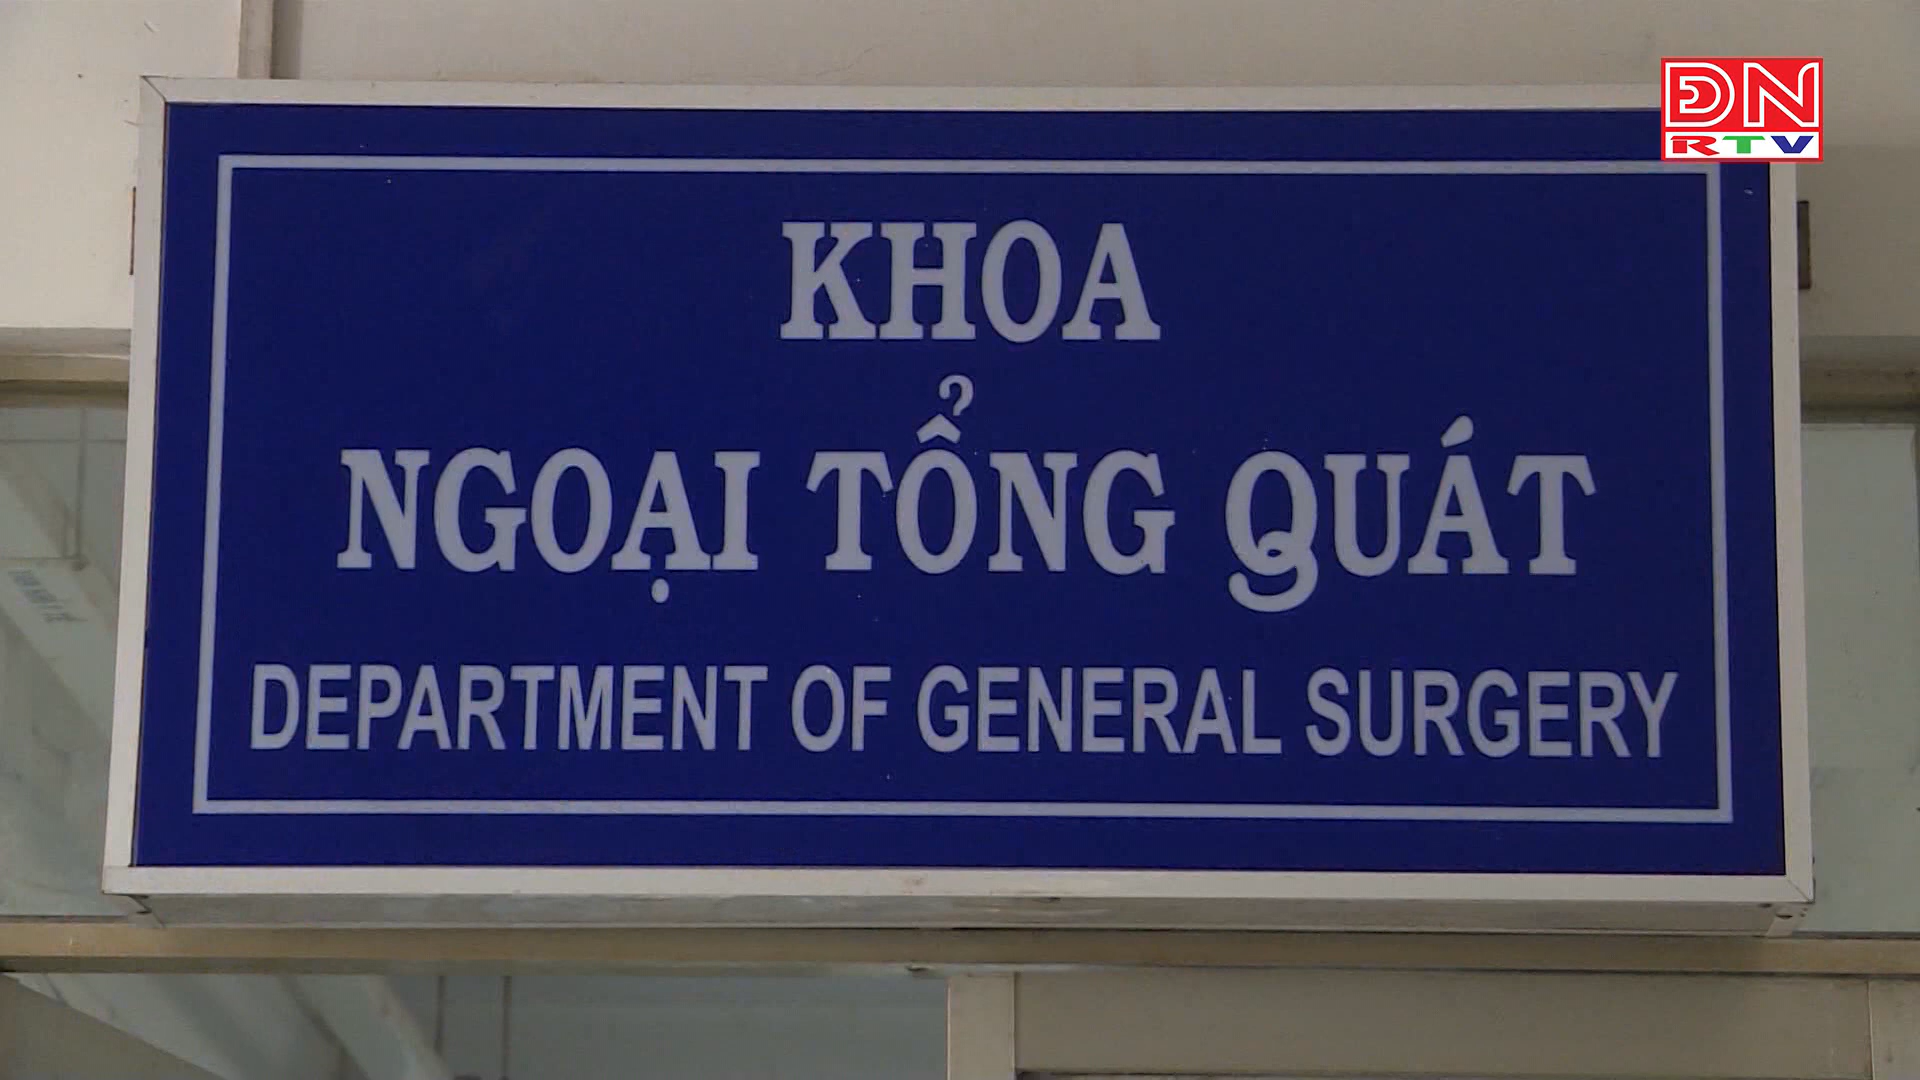 ĐN
RTV
KHOA
NGOẠI TỔNG QUÁT
DEPARTMENT OF GENERAL SURGERY